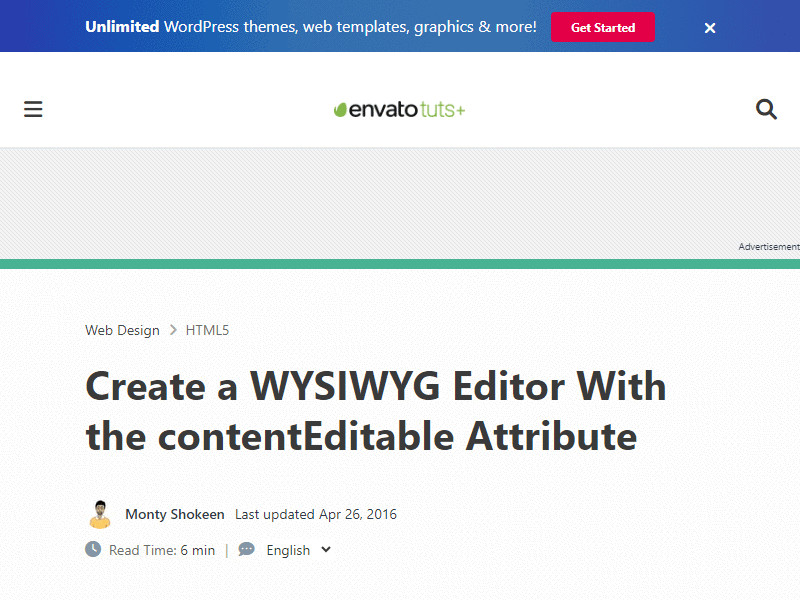 Unlimited WordPress themes, web templates, graphics & more! Get Started ×
envato tuts+
Advertisement
Web Design > HTML5
Create a WYSIWYG Editor With
the contentEditable Attribute
Monty Shokeen Last updated Apr 26, 2016
Read Time: 6 min | English